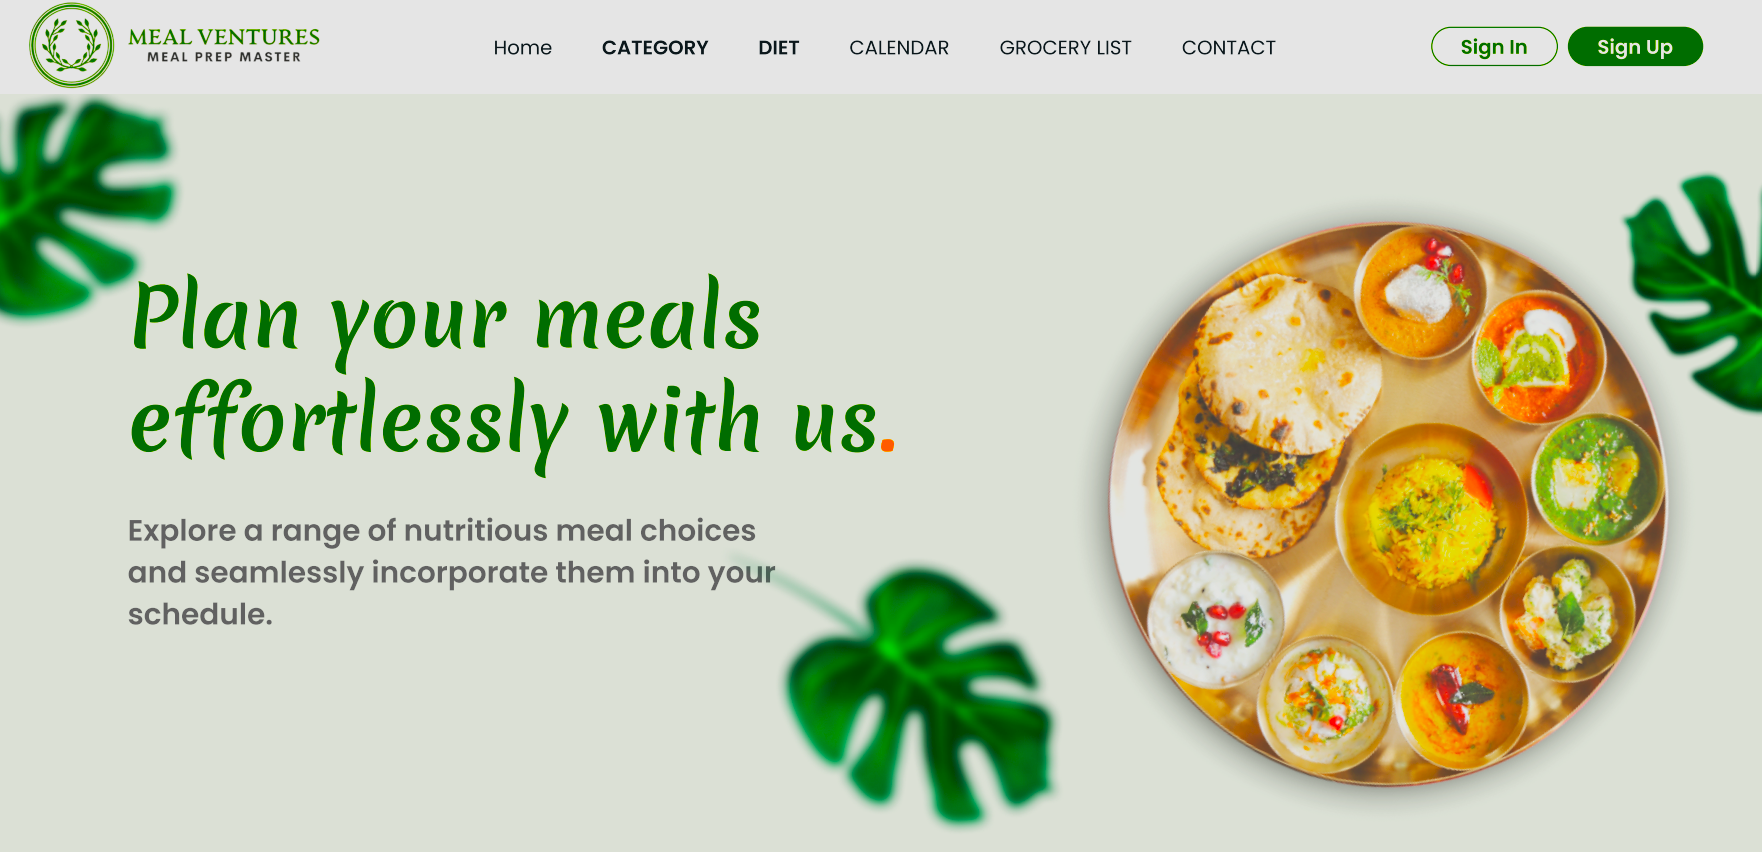 MEAL VENTURES
MEAL PREP MASTER
Home CATEGORY DIET CALENDAR GROCERY LIST CONTACT
Sign In Sign Up
Plan your meals
effortlessly with us.
Explore a range of nutritious meal choices
and seamlessly incorporate them into your
schedule.